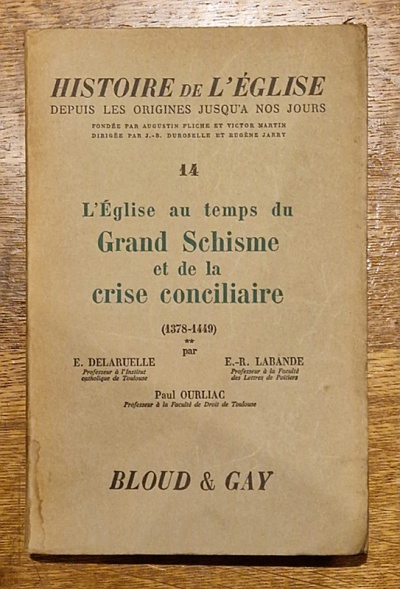 HISTOIRE DE L'ÉGLISE
DEPUIS LES ORIGINES JUSQU'A NOS JOURS
FONDÉE PAR AUGUSTIN FLICHE ET VICTOR MARTIN
DIRIGÉE PAR J.-B. DUROSELLE ET EUGÈNE JARRY
14
L'Église au temps du
Grand Schisme
et de la
crise conciliaire
(1378-1449)
**
par
E. DELARUELLE
Professeur à l'Institut
catholique de Toulouse
E.-R. LABANDE
Professeur à la Faculté
des Lettres de Poitiers
Paul OURLIAC
Professeur à la Faculté de Droit de Toulouse
BLOUD & GAY